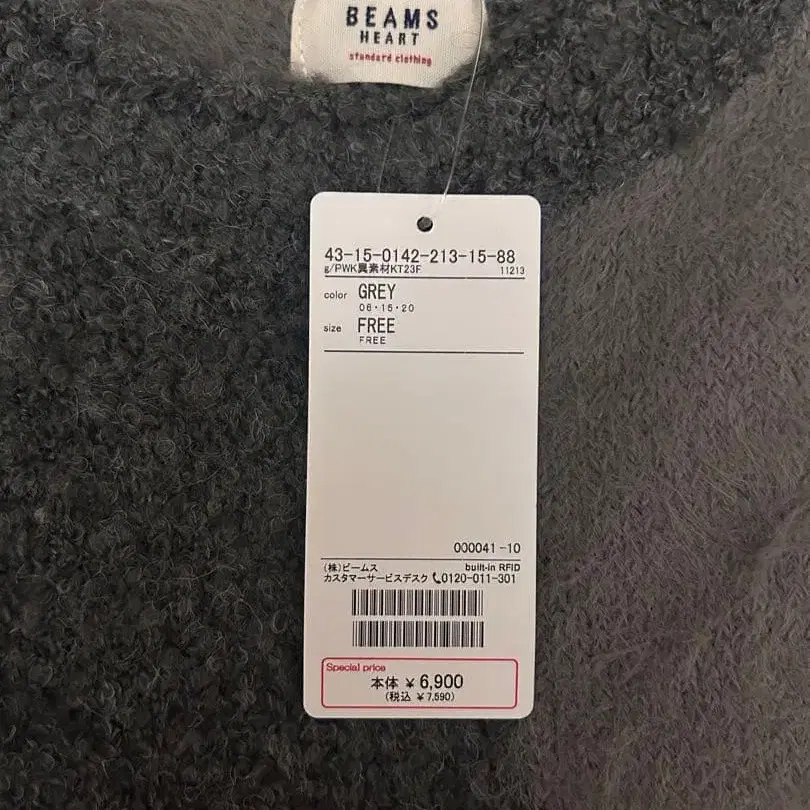 BEAMS
HEART
standard clothing
43-15-0142-213-15-88
g/PWK異素材KT23F 11213
color GREY
06・15・20
size FREE
FREE
000041-10
(株)ビームス built-in RFID
カスタマーサービスデスク 0120-011-301
Special price
本体 ¥6,900
(税込 ¥7,590)